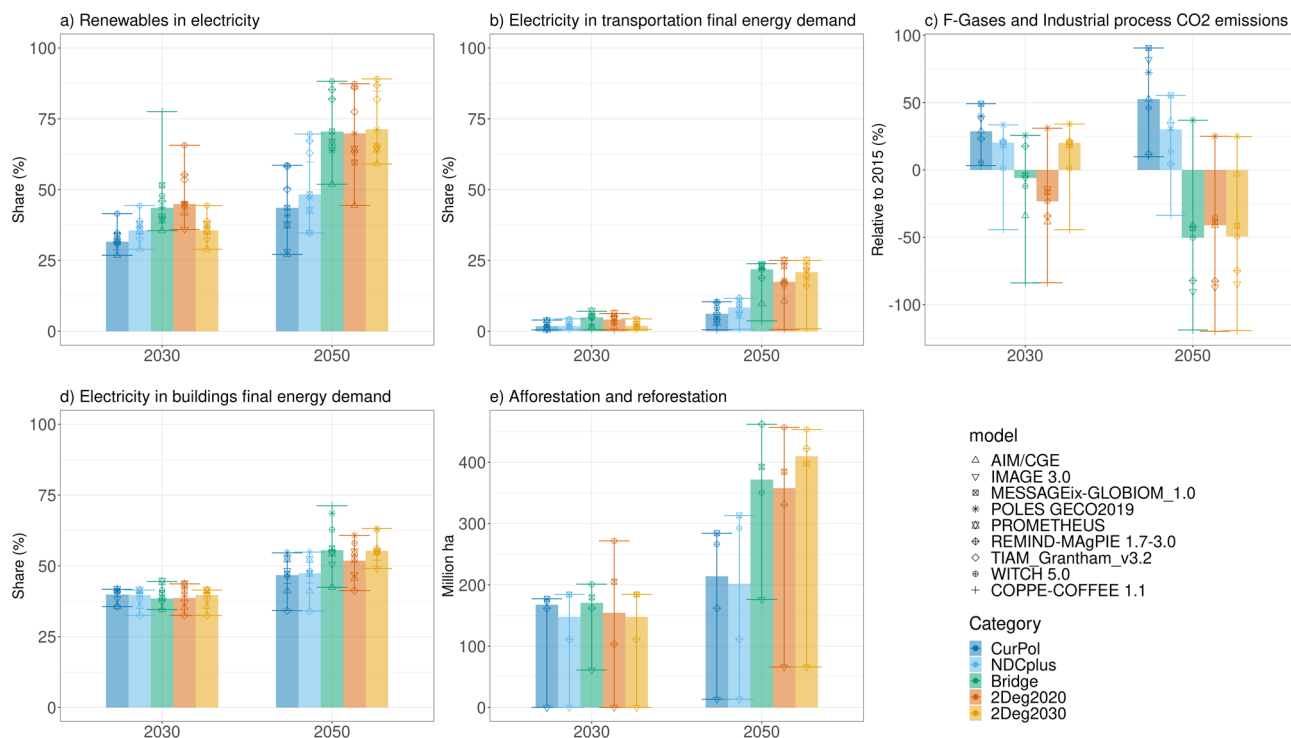 a) Renewables in electricity
100
75
50
25
0
Share (%)
2030
2050
b) Electricity in transportation final energy demand
100
75
50
25
0
Share (%)
2030
2050
c) F-Gases and Industrial process CO2 emissions
100
50
0
-50
-100
Relative to 2015 (%)
2030
2050
d) Electricity in buildings final energy demand
100
75
50
25
0
Share (%)
2030
2050
e) Afforestation and reforestation
400
300
200
100
0
Million ha
2030
2050
model
AIM/CGE
IMAGE 3.0
MESSAGEix-GLOBIOM_1.0
POLES GECO2019
PROMETHEUS
REMIND-MAgPIE 1.7-3.0
TIAM_Grantham_v3.2
WITCH 5.0
COPPE-COFFEE 1.1
Category
CurPol
NDCplus
Bridge
2Deg2020
2Deg2030